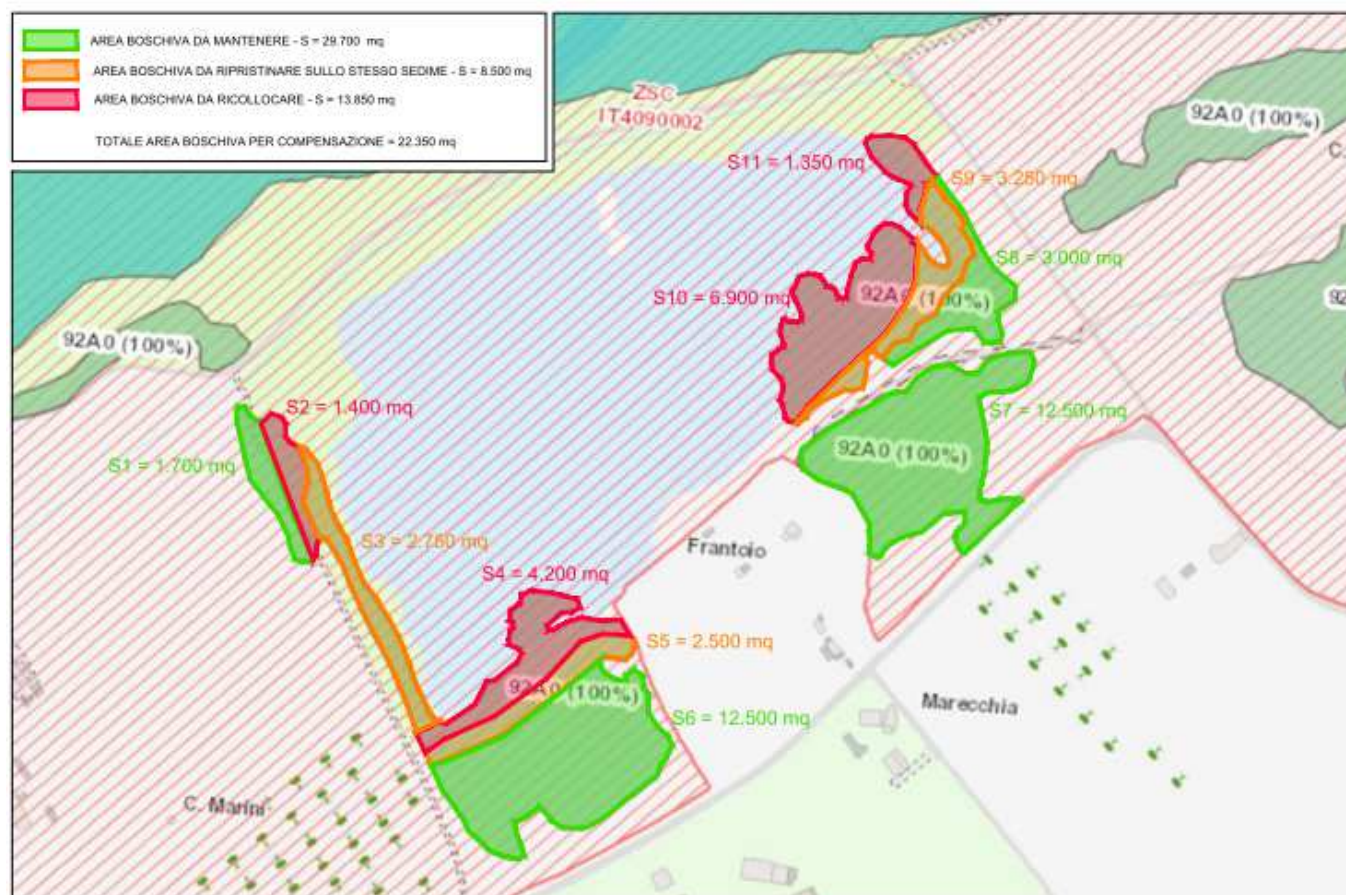 AREA BOSCHIVA DA MANTENERE - S = 29.700 mq
AREA BOSCHIVA DA RIPRISTINARE SULLO STESSO SEDIME - S = 8.500 mq
AREA BOSCHIVA DA RICOLLOCARE - S = 13.850 mq
TOTALE AREA BOSCHIVA PER COMPENSAZIONE = 22.350 mq
ZSC
IT4090002
92A0 (100%)
C.
S11 = 1.350 mq
S9 = 3.280 mq
S8 = 3.000 mq
S10 = 6.900 mq
92A0 (100%)
92
92A0 (100%)
S2 = 1.400 mq
S7 = 12.500 mq
S1 = 1.700 mq
92A0 (100%)
S3 = 2.780 mq
Frantoio
S4 = 4.200 mq
S5 = 2.500 mq
92A0 (100%)
S6 = 12.500 mq
Marecchia
C. Marini